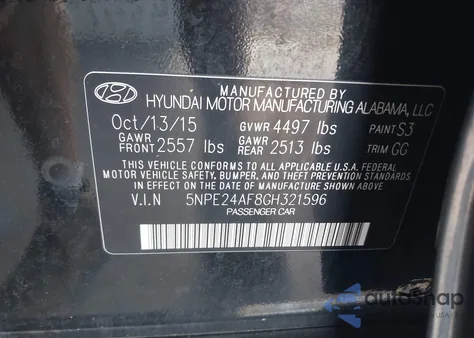 MANUFACTURED BY
HYUNDAI MOTOR MANUFACTURING ALABAMA, LLC
Oct/13/15 GVWR 4497 lbs PAINT S3
GAWR FRONT 2557 lbs GAWR REAR 2513 lbs TRIM GG
THIS VEHICLE CONFORMS TO ALL APPLICABLE U.S.A. FEDERAL
MOTOR VEHICLE SAFETY, BUMPER, AND THEFT PREVENTION
STANDARDS IN EFFECT ON THE DATE OF MANUFACTURE
V.I.N 5NPE24AF8GH321596
PASSENGER CAR
autosnap
USA, INC